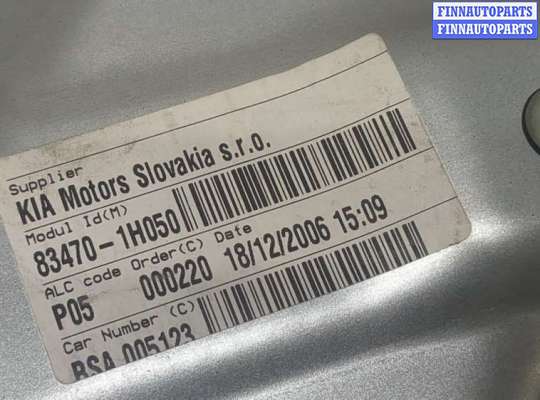 FINNAUTOPARTS
FINNAUTOPARTS
Supplier
KIA Motors Slovakia s.r.o.
Modul Id(M)
83470-1H050
ALC code Order(C) Date
P05 000220 18/12/2006 15:09
Car Number (C)
BSA 005123